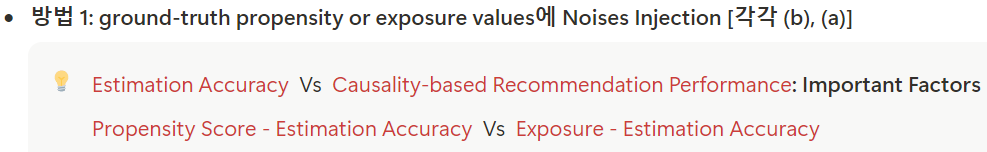 • 방법 1: ground-truth propensity or exposure values에 Noises Injection [각각 (b), (a)]
Estimation Accuracy Vs Causality-based Recommendation Performance: Important Factors
Propensity Score - Estimation Accuracy Vs Exposure - Estimation Accuracy